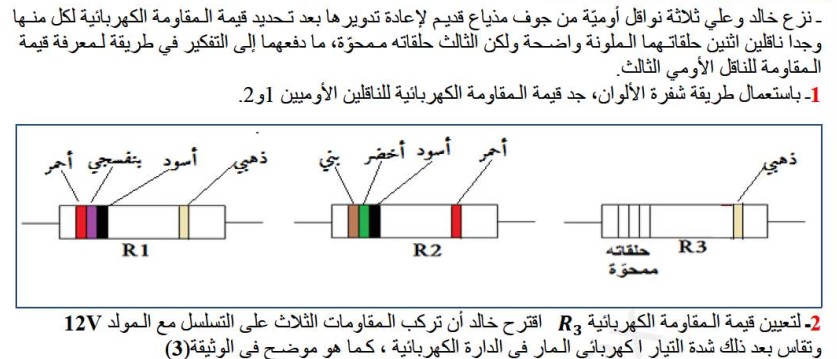 ـ نزع خالد وعلي ثلاثة نواقل أوميّة من جوف مذياع قديم لإعادة تدويرها بعد تحديد قيمة المقاومة الكهربائية لكل منها
وجدا ناقلين اثنين حلقاتهما الملونة واضحة ولكن الثالث حلقاته ممحوّة، ما دفعهما إلى التفكير في طريقة لمعرفة قيمة
المقاومة للناقل الأومي الثالث.
1ـ باستعمال طريقة شفرة الألوان، جد قيمة المقاومة الكهربائية للناقلين الأوميين 1و2.
أحمر بنفسجي أسود ذهبي
R1
بني أخضر أسود أحمر
R2
ذهبي
R3
حلقاته
ممحوّة
2ـ لتعيين قيمة المقاومة الكهربائية R3 اقترح خالد أن تركب المقاومات الثلاث على التسلسل مع المولد 12V
وتقاس بعد ذلك شدة التيار اكهربائي المار في الدارة الكهربائية ، كما هو موضح في الوثيقة(3)